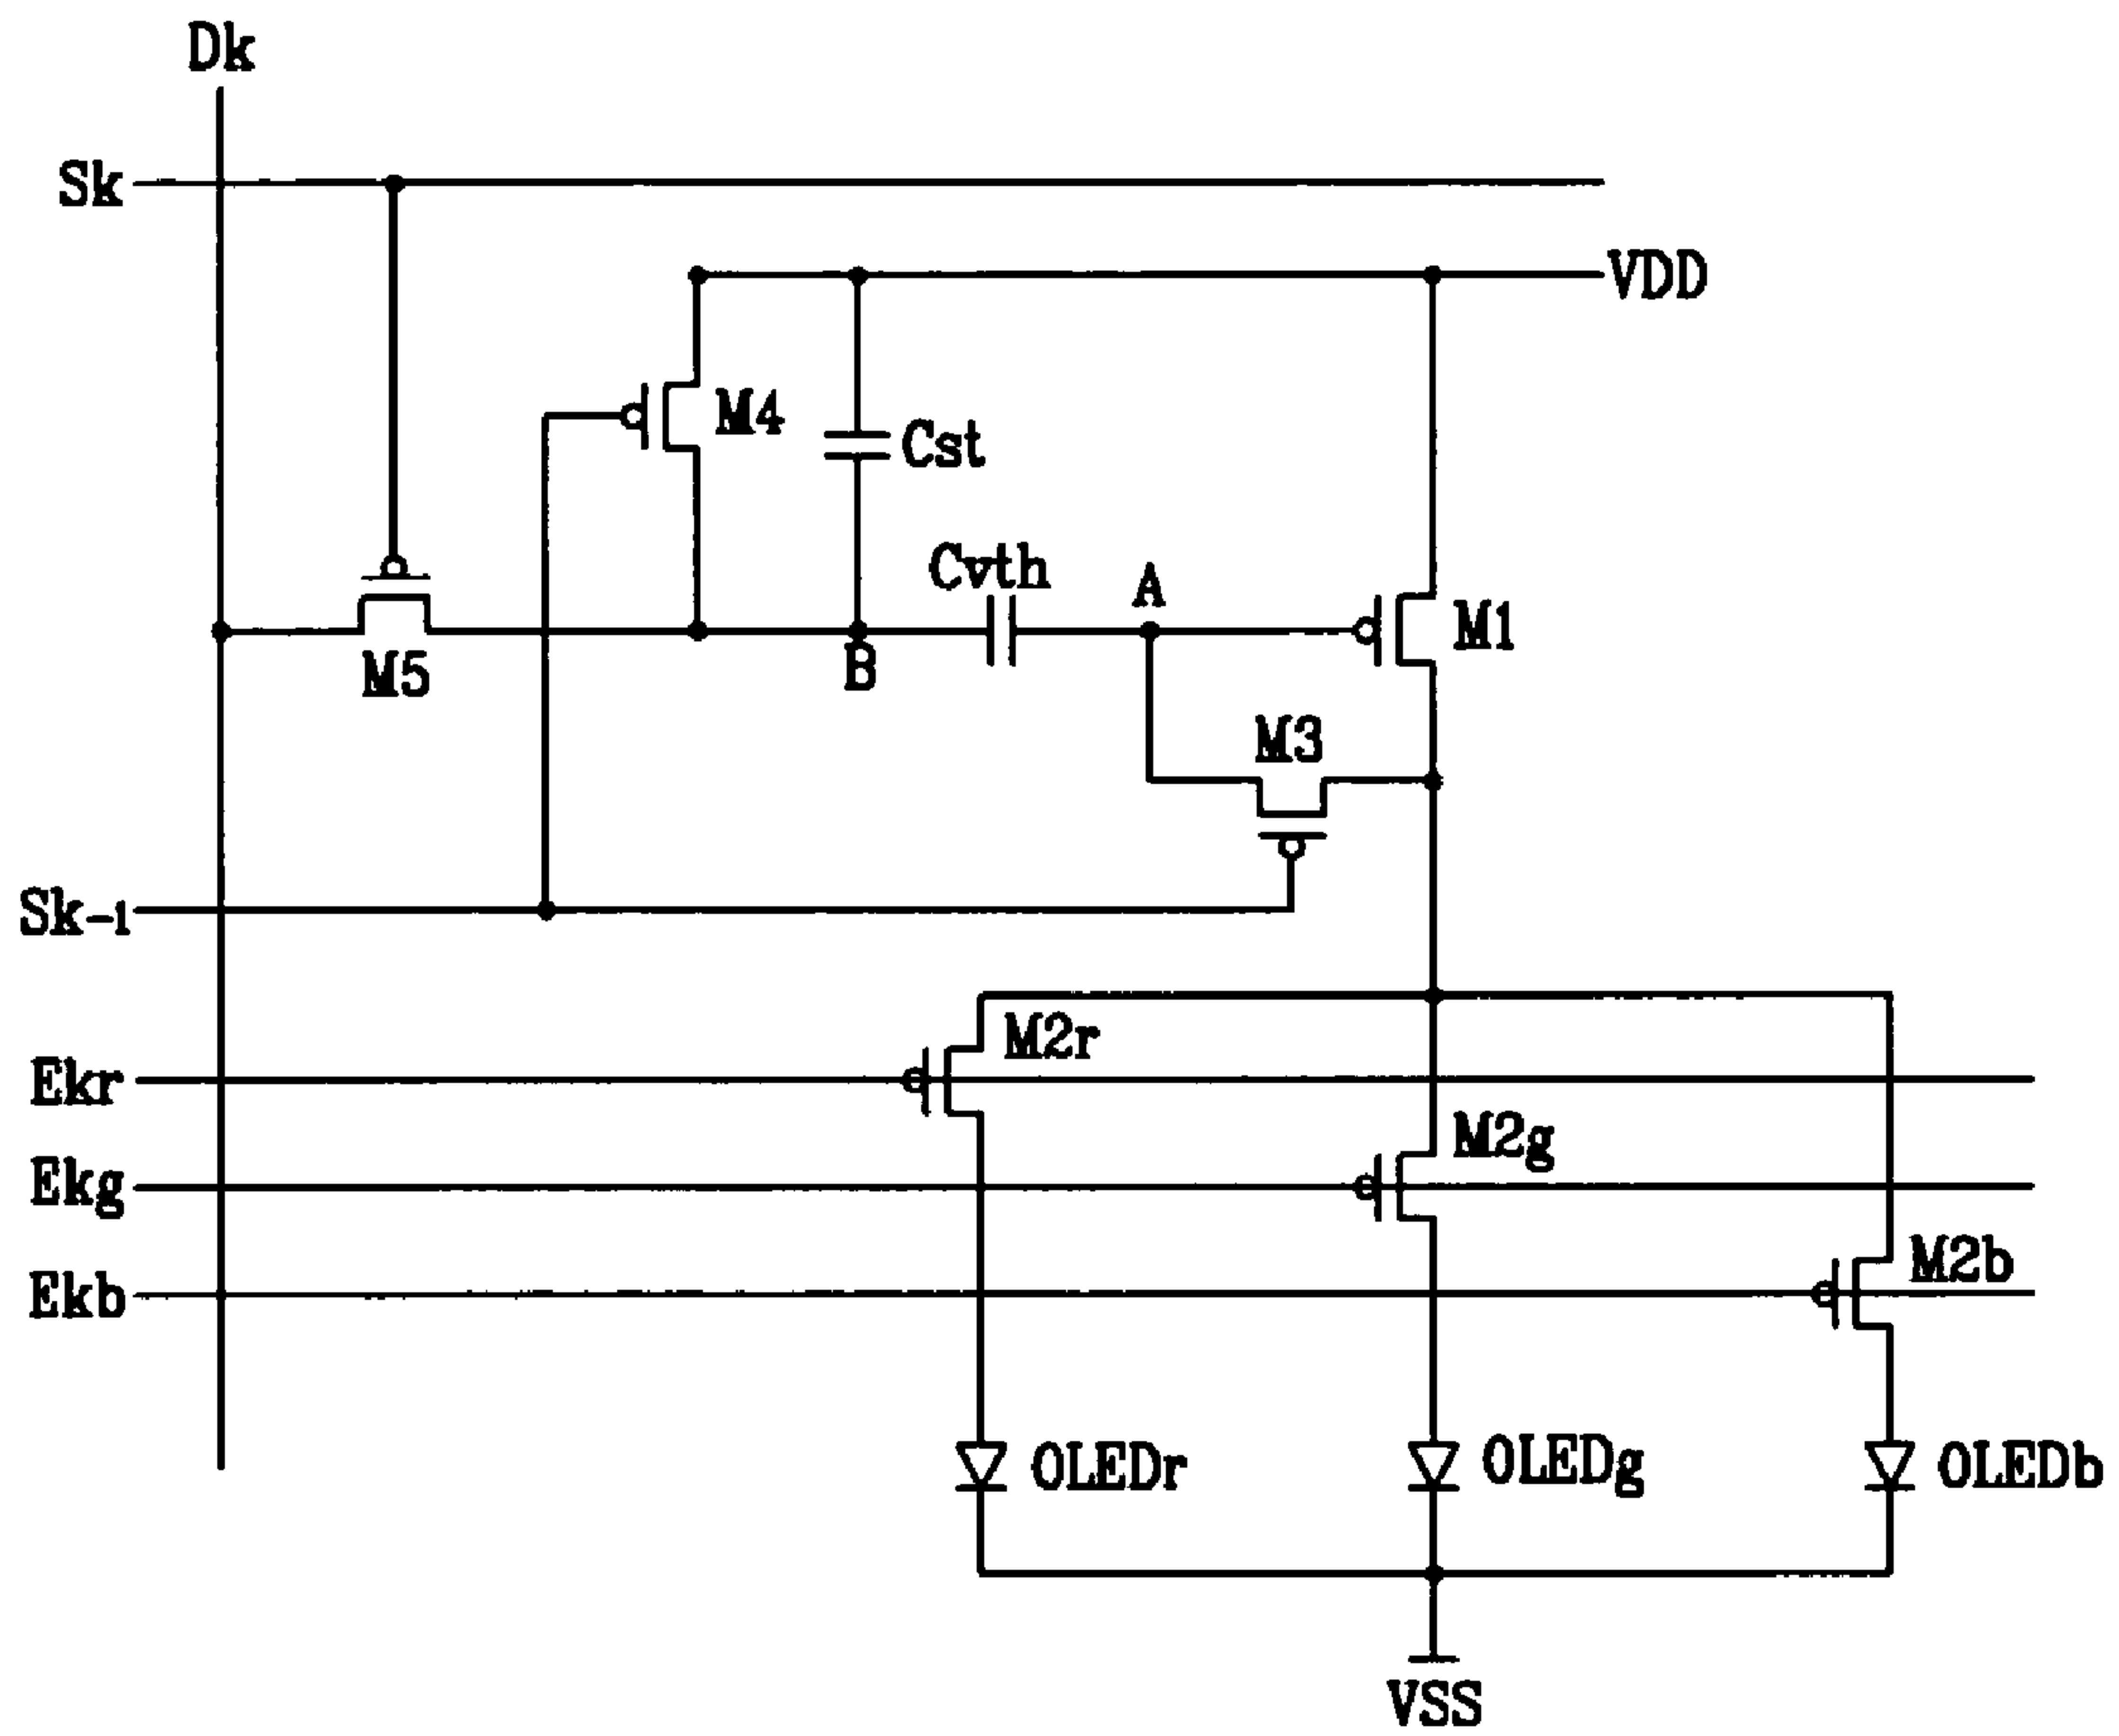 Dk
Sk
VDD
M4
Cst
Cvth
A
M1
B
M5
M3
Sk-1
M2r
Ekr
M2g
Ekg
M2b
Ekb
OLEDr
OLEDg
OLEDb
VSS